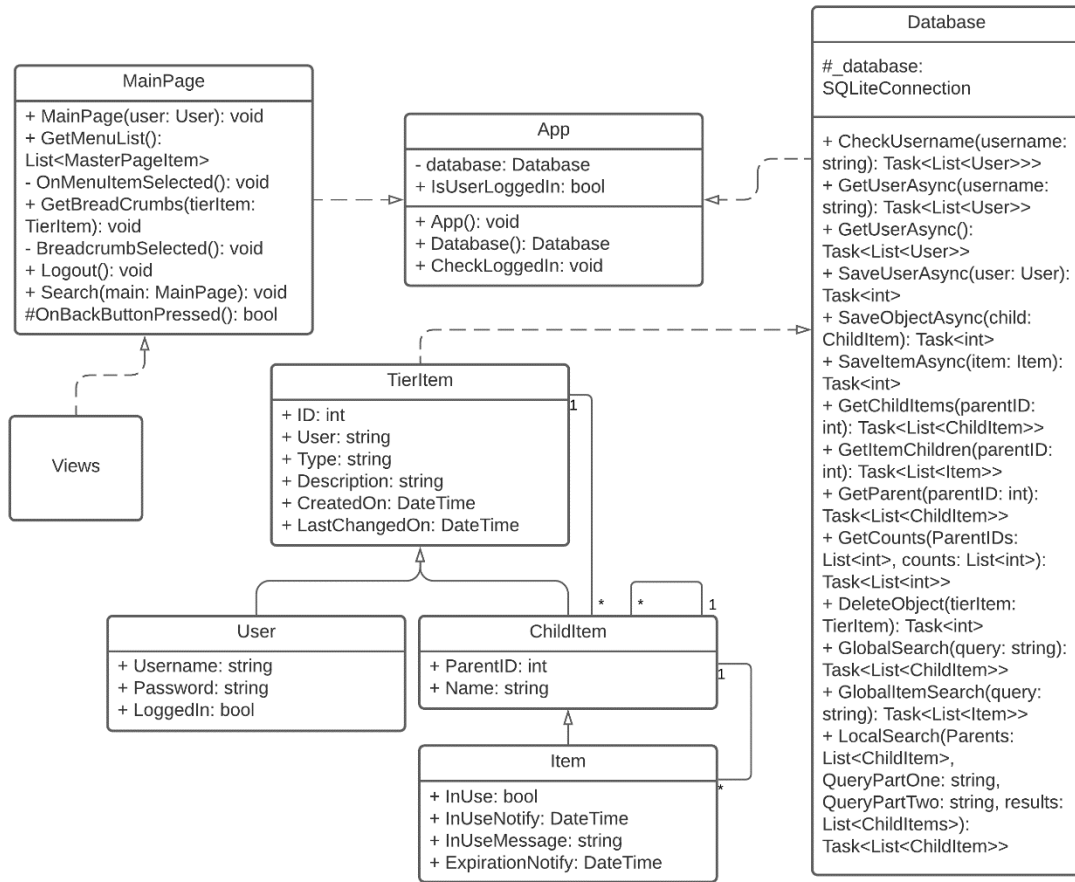 MainPage
+ MainPage(user: User): void
+ GetMenuList():
List<MasterPageItem>
- OnMenuItemSelected(): void
+ GetBreadCrumbs(tierItem:
TierItem): void
- BreadcrumbSelected(): void
+ Logout(): void
+ Search(main: MainPage): void
#OnBackButtonPressed(): bool
Views
App
- database: Database
+ IsUserLoggedIn: bool
+ App(): void
+ Database(): Database
+ CheckLoggedIn: void
TierItem
+ ID: int
+ User: string
+ Type: string
+ Description: string
+ CreatedOn: DateTime
+ LastChangedOn: DateTime
1
*
*
1
User
+ Username: string
+ Password: string
+ LoggedIn: bool
ChildItem
+ ParentID: int
+ Name: string
1
*
Item
+ InUse: bool
+ InUseNotify: DateTime
+ InUseMessage: string
+ ExpirationNotify: DateTime
Database
#_database:
SQLiteConnection
+ CheckUsername(username:
string): Task<List<User>>>
+ GetUserAsync(username:
string): Task<List<User>>
+ GetUserAsync():
Task<List<User>>
+ SaveUserAsync(user: User):
Task<int>
+ SaveObjectAsync(child:
ChildItem): Task<int>
+ SaveItemAsync(item: Item):
Task<int>
+ GetChildItems(parentID:
int): Task<List<ChildItem>>
+ GetItemChildren(parentID:
int): Task<List<Item>>
+ GetParent(parentID: int):
Task<List<ChildItem>>
+ GetCounts(ParentIDs:
List<int>, counts: List<int>):
Task<List<int>>
+ DeleteObject(tierItem:
TierItem): Task<int>
+ GlobalSearch(query: string):
Task<List<ChildItem>>
+ GlobalItemSearch(query:
string): Task<List<Item>>
+ LocalSearch(Parents:
List<ChildItem>,
QueryPartOne: string,
QueryPartTwo: string, results:
List<ChildItems>):
Task<List<ChildItem>>